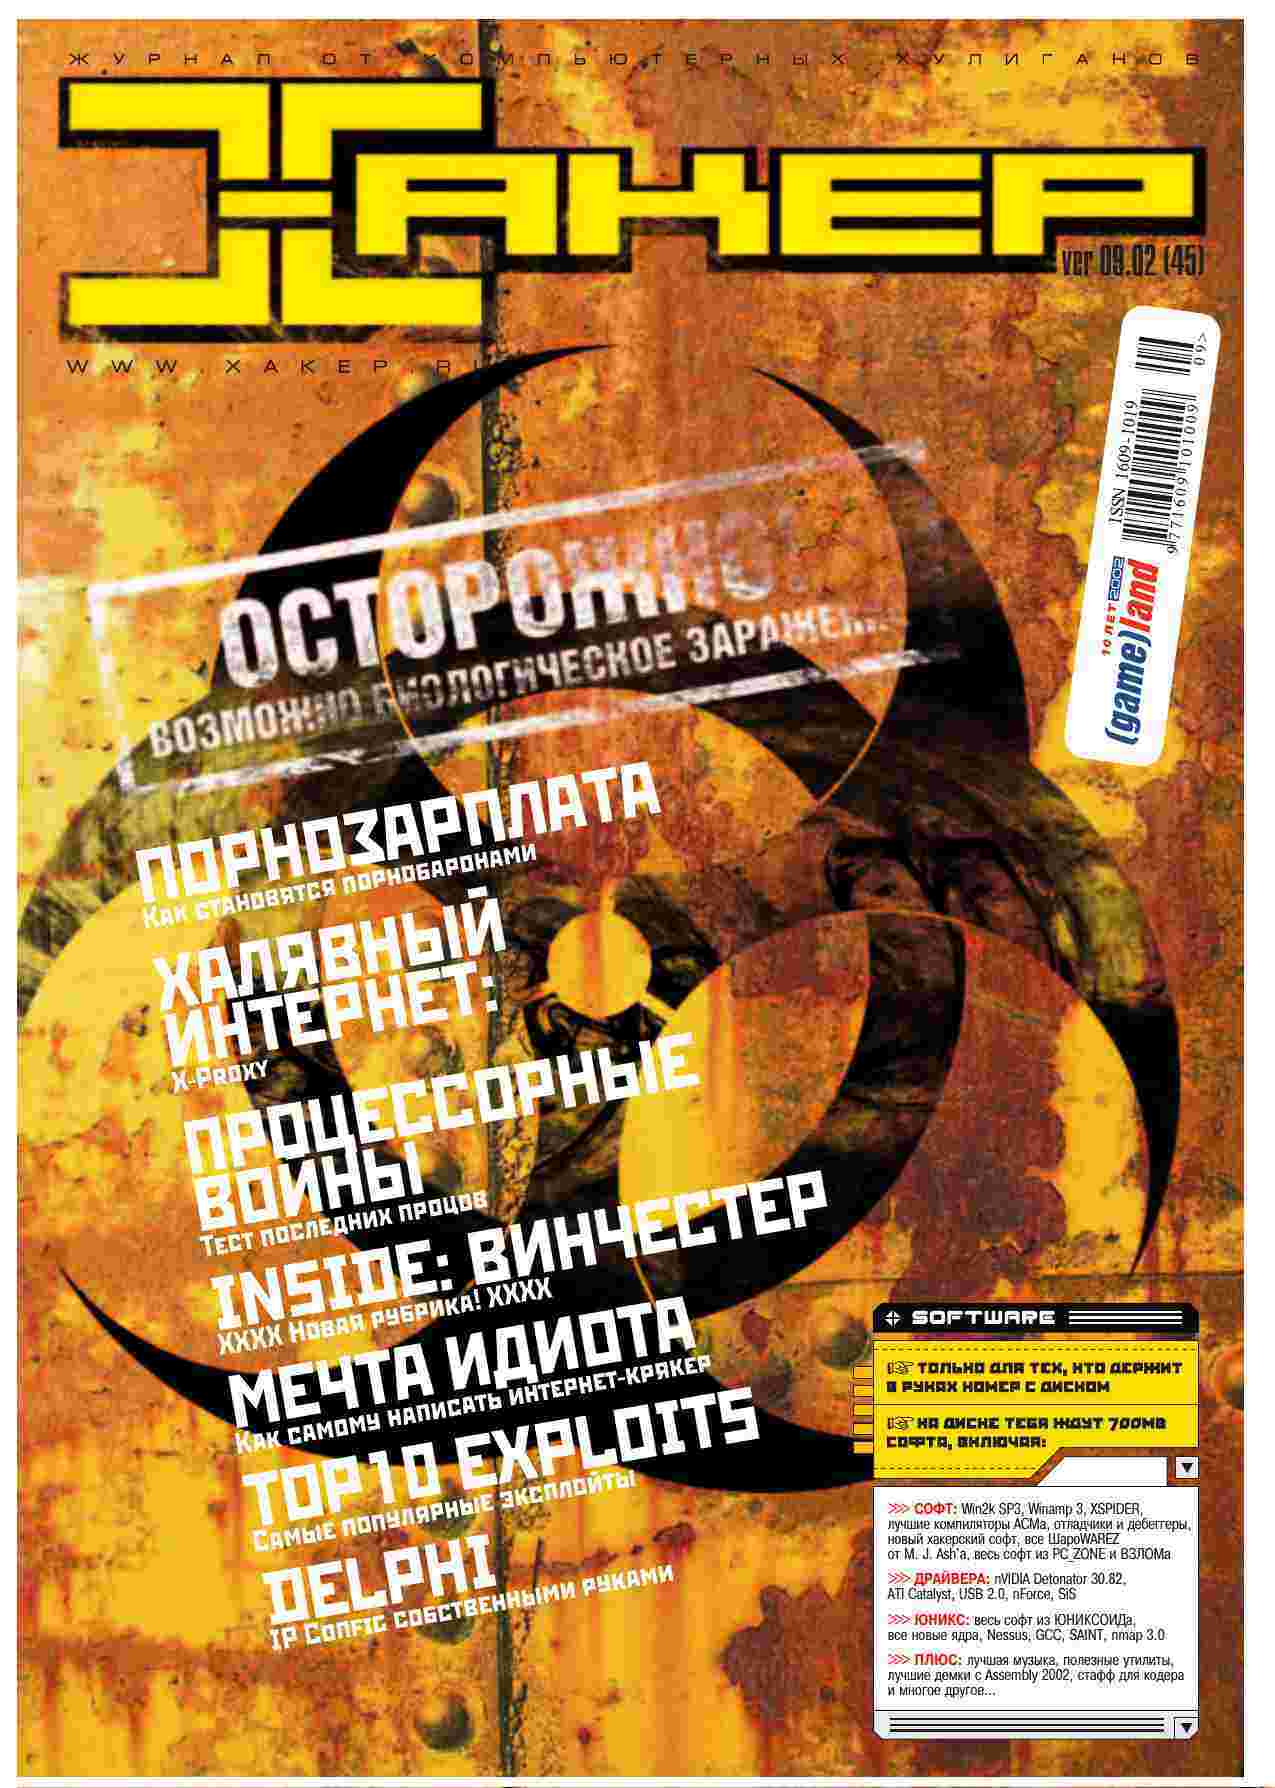 ЖУРНАЛ ОТ КОМПЬЮТЕРНЫХ ХУЛИГАНОВ
ХАКЕР
ver 09.02 (45)
WWW.XAKEP.RU
ISSN 1609-1019
9 771609 101009
09>
10 ЛЕТ 2002
(game)land
ОСТОРОЖНО!
ВОЗМОЖНО БИОЛОГИЧЕСКОЕ ЗАРАЖЕНИЕ
ПОРНОЗАРПЛАТА
КАК СТАНОВЯТСЯ ПОРНОБАРОНАМИ
ХАЛЯВНЫЙ
ИНТЕРНЕТ:
X-PROXY
ПРОЦЕССОРНЫЕ
ВОЙНЫ
ТЕСТ ПОСЛЕДНИХ ПРОЦОВ
INSIDE: ВИНЧЕСТЕР
XXXX НОВАЯ РУБРИКА! XXXX
МЕЧТА ИДИОТА
КАК САМОМУ НАПИСАТЬ ИНТЕРНЕТ-КРЯКЕР
TOP10 EXPLOITS
САМЫЕ ПОПУЛЯРНЫЕ ЭКСПЛОЙТЫ
DELPHI
IP CONFIG СОБСТВЕННЫМИ РУКАМИ
SOFTWARE
ТОЛЬКО ДЛЯ ТЕХ, КТО ДЕРЖИТ
В РУКАХ НОМЕР С ДИСКОМ
НА ДИСКЕ ТЕБЯ ЖДУТ 700MB
СОФТА, ВКЛЮЧАЯ:
>>> СОФТ: Win2k SP3, Winamp 3, XSPIDER,
лучшие компиляторы АСМа, отладчики и дебеггеры,
новый хакерский софт, все ШароWAREZ
от M. J. Ash'a, весь софт из PC_ZONE и ВЗЛОМа
>>> ДРАЙВЕРА: nVIDIA Detonator 30.82,
ATI Catalyst, USB 2.0, nForce, SiS
>>> ЮНИКС: весь софт из ЮНИКСОИДа,
все новые ядра, Nessus, GCC, SAINT, nmap 3.0
>>> ПЛЮС: лучшая музыка, полезные утилиты,
лучшие демки с Assembly 2002, стафф для кодера
и многое другое...